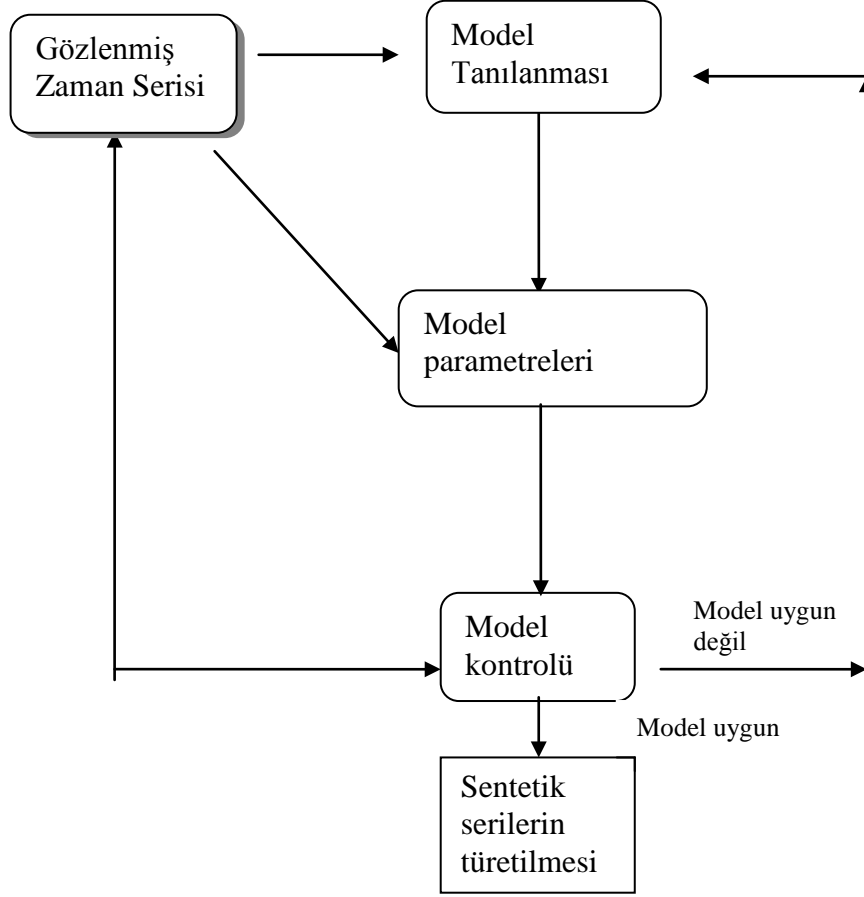 Gözlenmiş
Zaman Serisi
Model
Tanılanması
Model
parametreleri
Model
kontrolü
Model uygun
değil
Model uygun
Sentetik
serilerin
türetilmesi